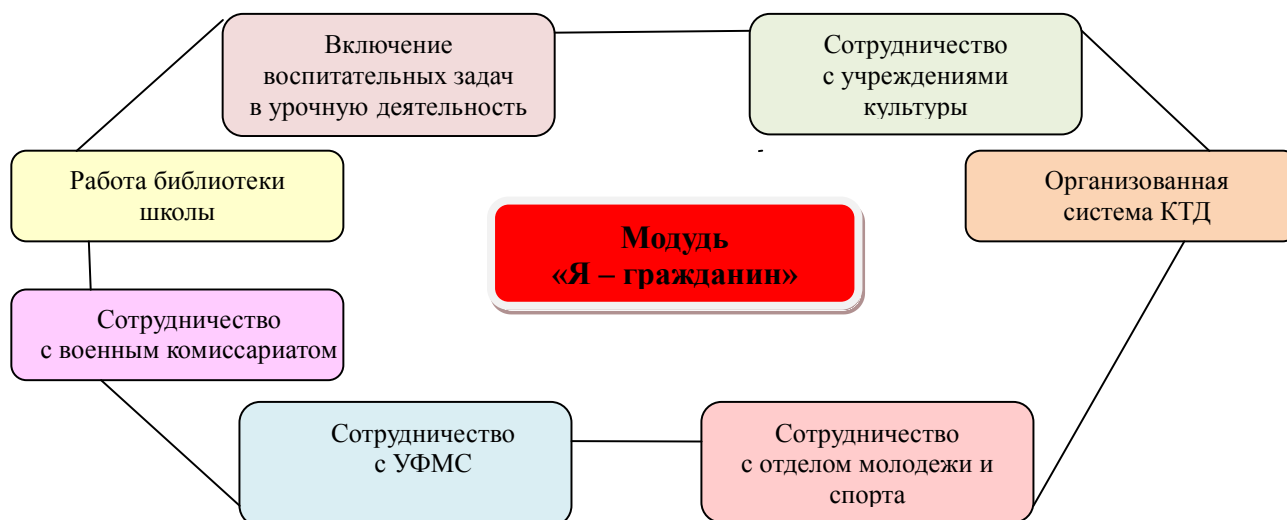 Включение
воспитательных задач
в урочную деятельность
Сотрудничество
с учреждениями
культуры
Работа библиотеки
школы
Организованная
система КТД
Модудь
«Я – гражданин»
Сотрудничество
с военным комиссариатом
Сотрудничество
с УФМС
Сотрудничество
с отделом молодежи и
спорта